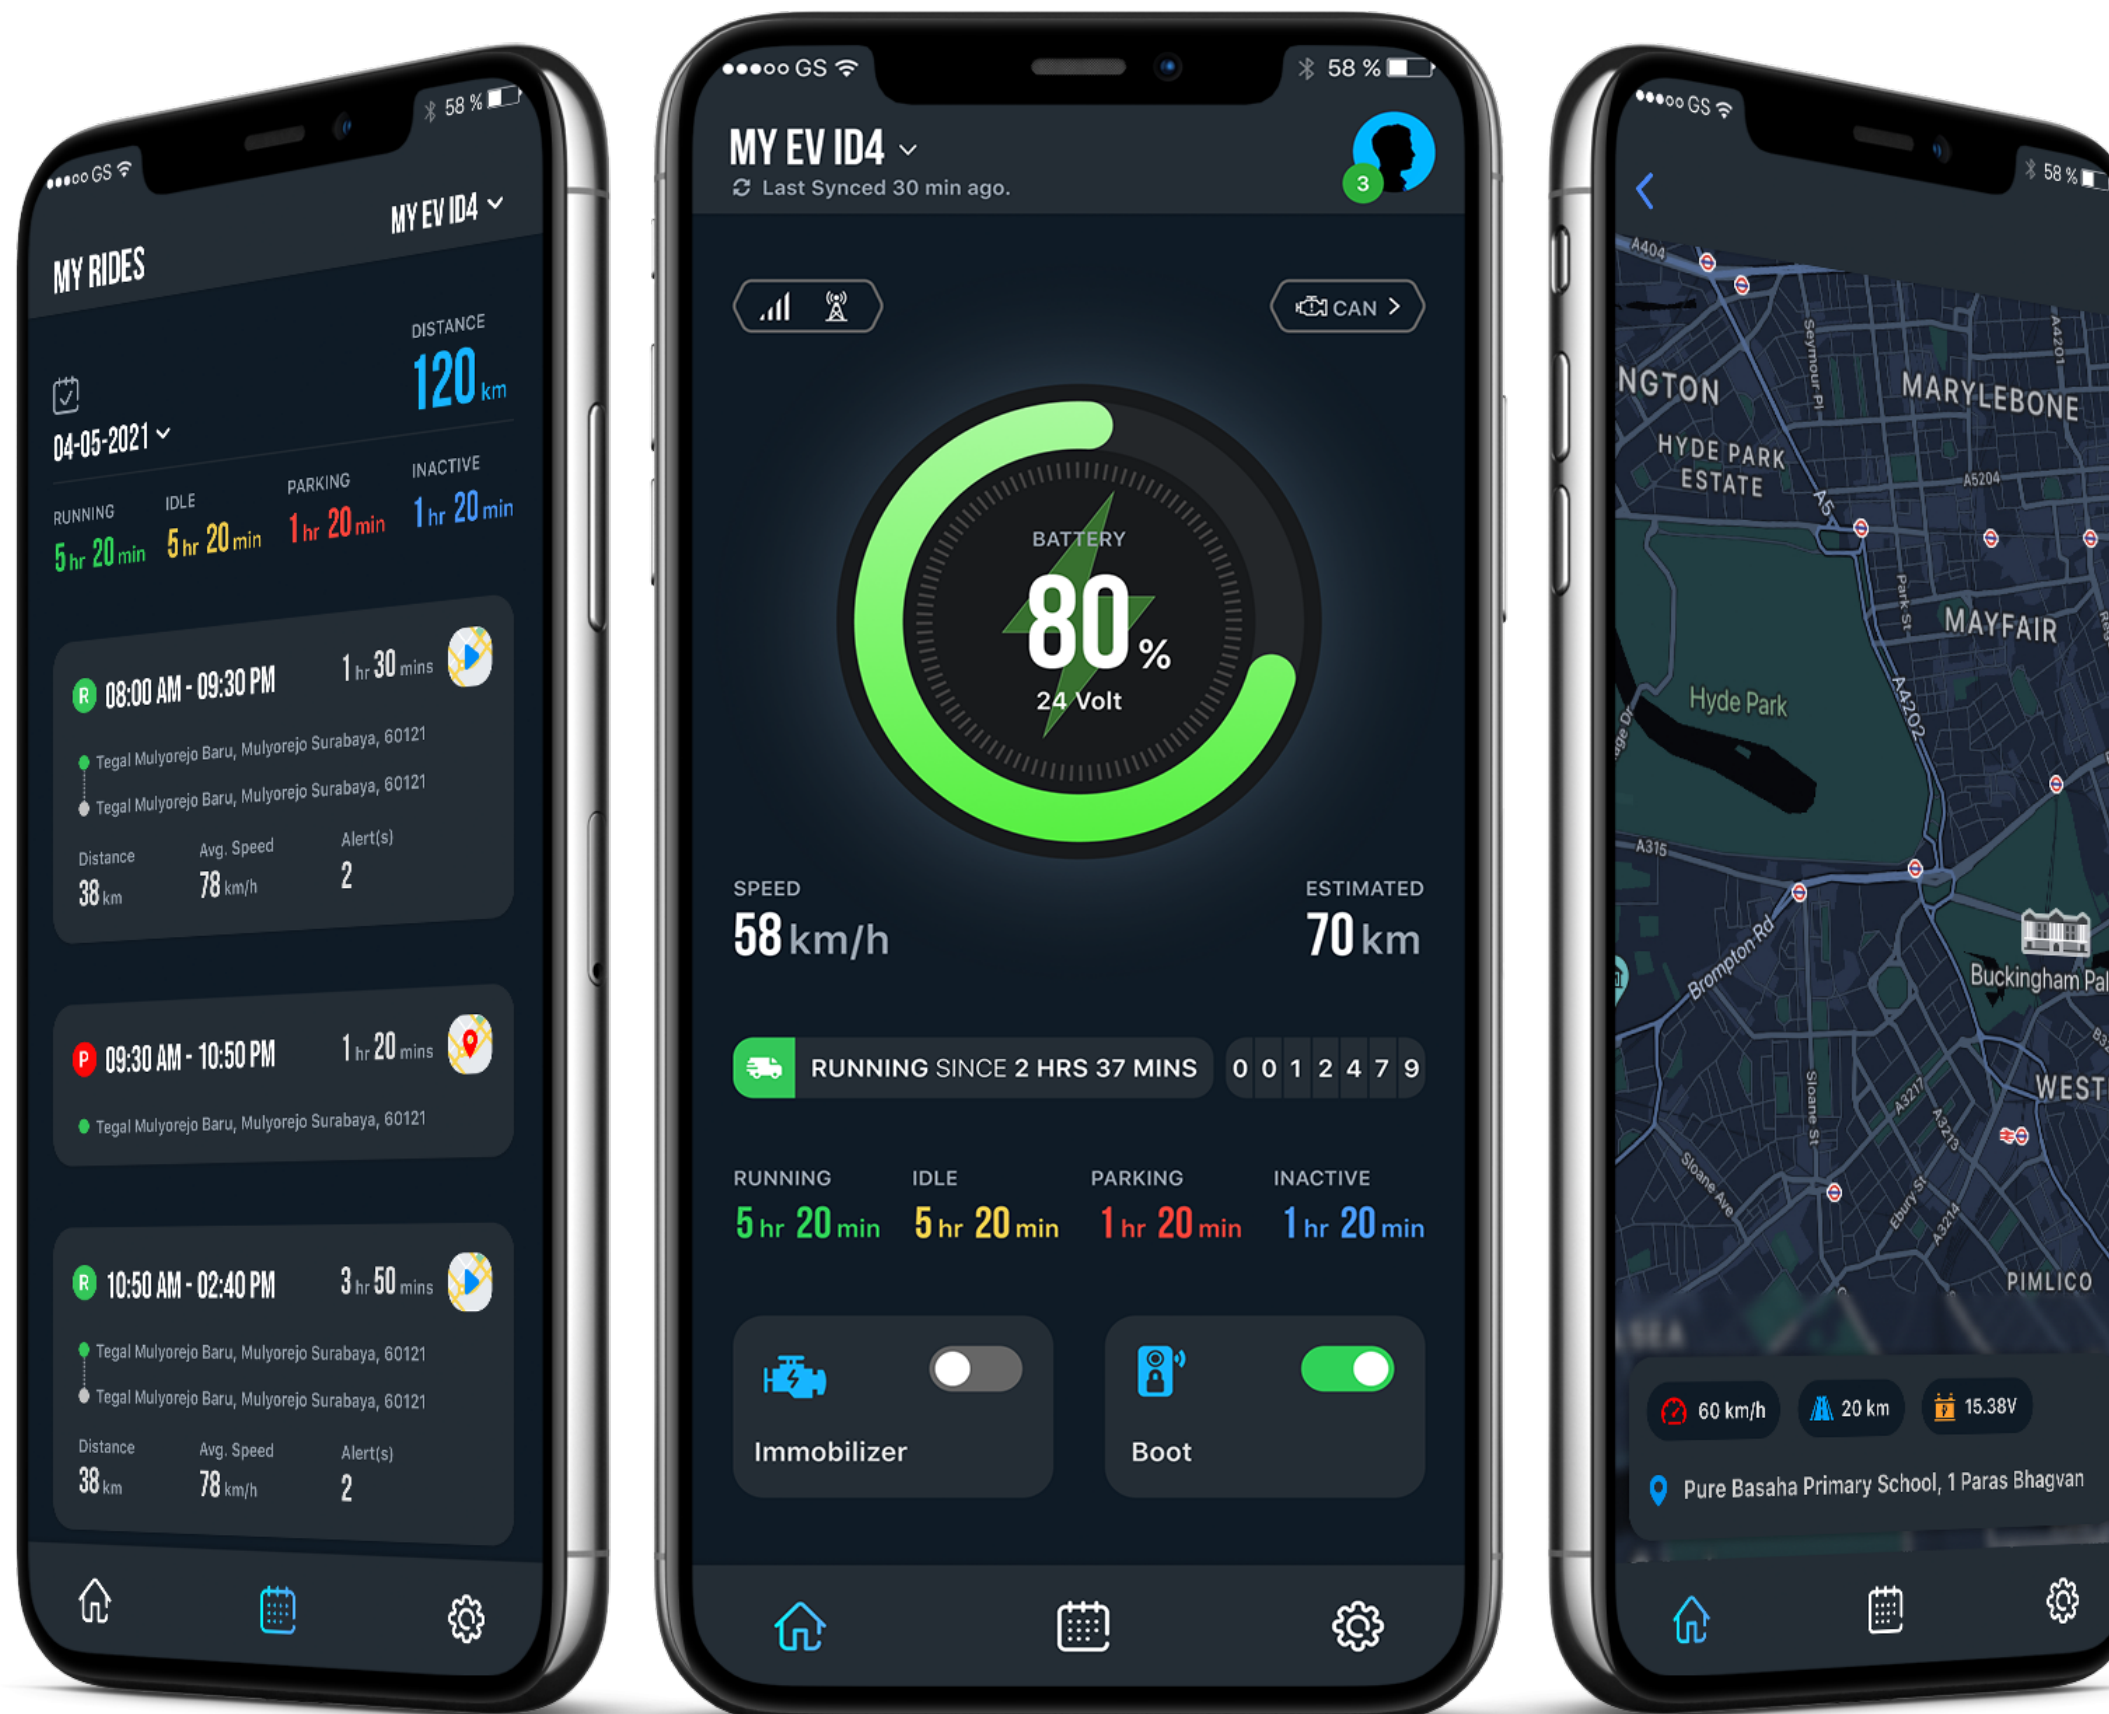 ●●●○○ GS 58 %
MY RIDES MY EV ID4
DISTANCE
120 km
04-05-2021
RUNNING IDLE PARKING INACTIVE
5 hr 20 min 5 hr 20 min 1 hr 20 min 1 hr 20 min
R 08:00 AM - 09:30 PM 1 hr 30 mins
Tegal Mulyorejo Baru, Mulyorejo Surabaya, 60121
Tegal Mulyorejo Baru, Mulyorejo Surabaya, 60121
Distance Avg. Speed Alert(s)
38 km 78 km/h 2
P 09:30 AM - 10:50 PM 1 hr 20 mins
Tegal Mulyorejo Baru, Mulyorejo Surabaya, 60121
R 10:50 AM - 02:40 PM 3 hr 50 mins
Tegal Mulyorejo Baru, Mulyorejo Surabaya, 60121
Tegal Mulyorejo Baru, Mulyorejo Surabaya, 60121
Distance Avg. Speed Alert(s)
38 km 78 km/h 2
●●●○○ GS 58 %
MY EV ID4
Last Synced 30 min ago.
3
CAN >
BATTERY
80 %
24 Volt
SPEED ESTIMATED
58 km/h 70 km
RUNNING SINCE 2 HRS 37 MINS 0 0 1 2 4 7 9
RUNNING IDLE PARKING INACTIVE
5 hr 20 min 5 hr 20 min 1 hr 20 min 1 hr 20 min
Immobilizer Boot
●●●○○ GS 58 %
A404
Seymour Pl
A4201
NGTON
MARYLEBONE
HYDE PARK
ESTATE
A5
A5204
Park St
MAYFAIR
Hyde Park
A4202
A315
Brompton Rd
Buckingham Pal
Sloane St
A3217
A3213
WEST
Sloane Ave
Ebury St
A3214
PIMLICO
SEA
60 km/h 20 km 15.38V
Pure Basaha Primary School, 1 Paras Bhagvan